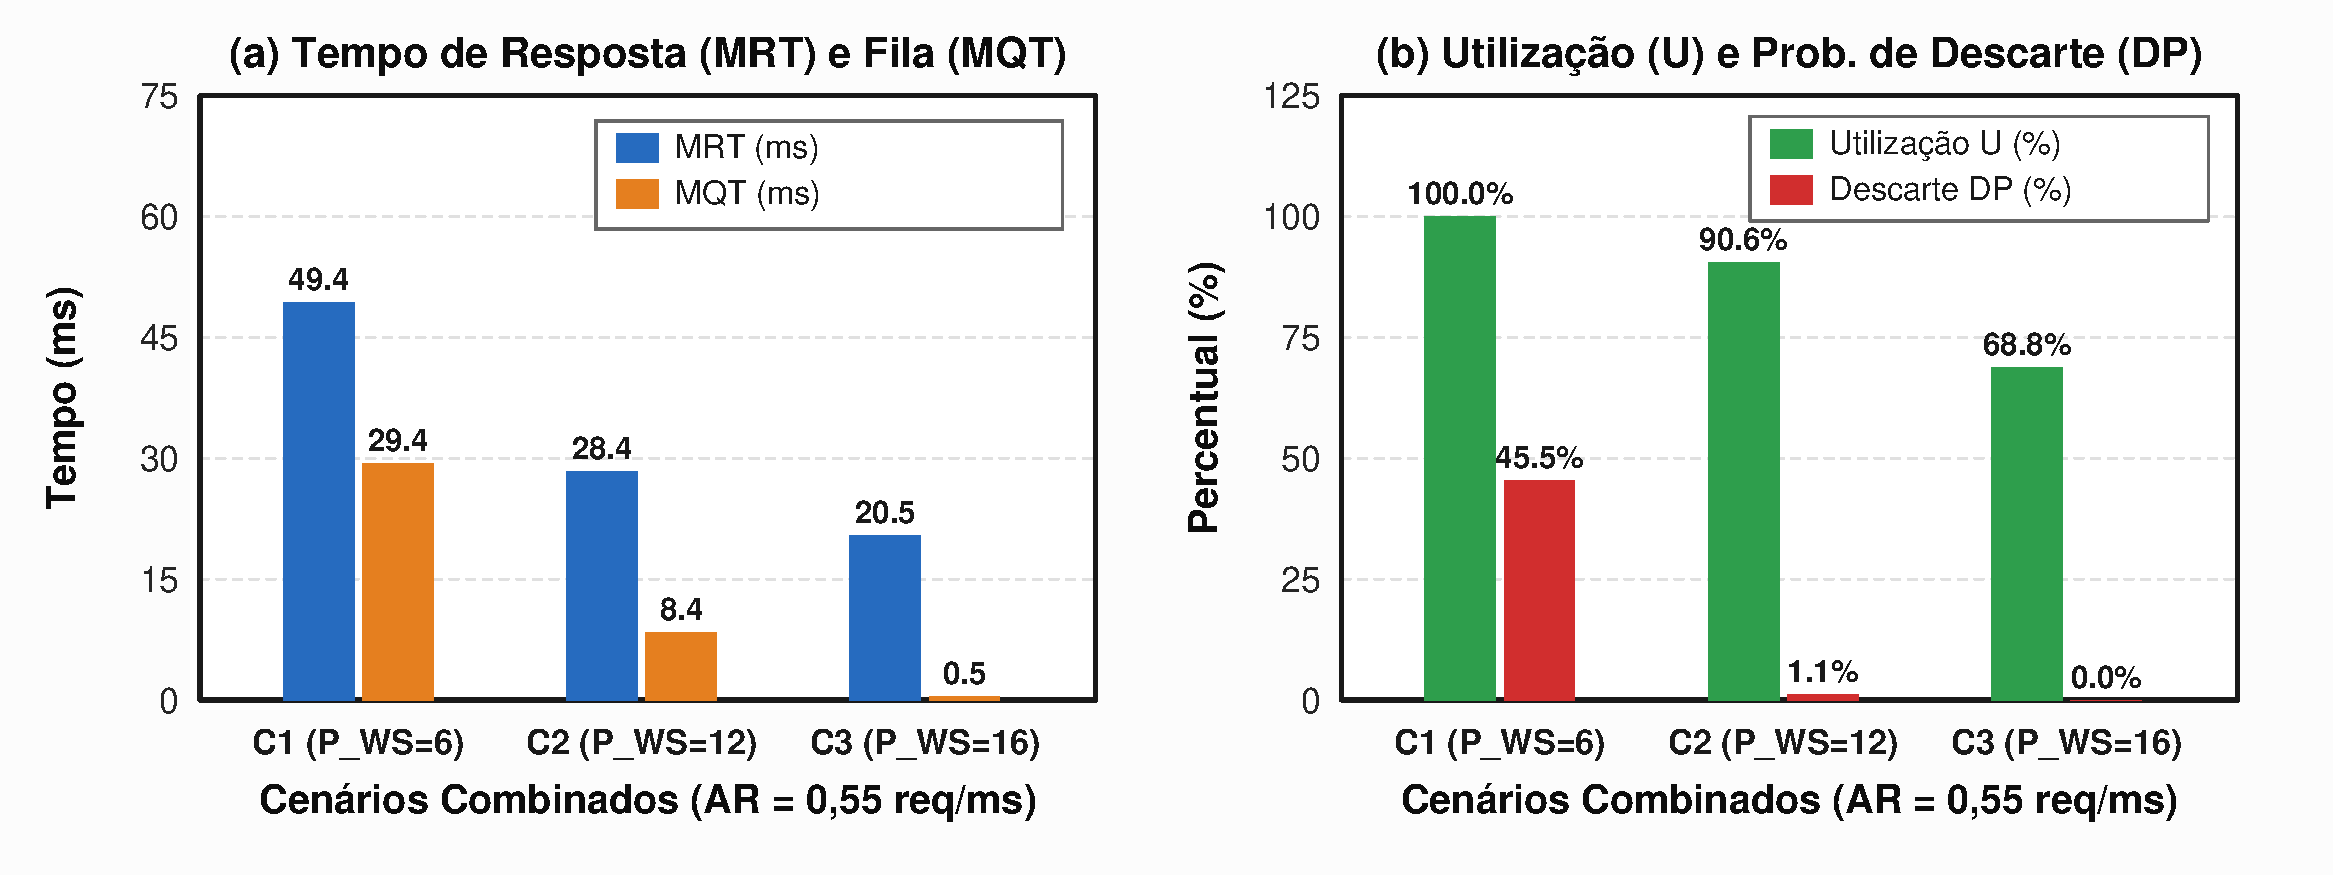 (a) Tempo de Resposta (MRT) e Fila (MQT)
75
60
45
30
15
0
Tempo (ms)
MRT (ms)
MQT (ms)
49.4
29.4
28.4
8.4
20.5
0.5
C1 (P_WS=6)
C2 (P_WS=12)
C3 (P_WS=16)
Cenários Combinados (AR = 0,55 req/ms)
(b) Utilização (U) e Prob. de Descarte (DP)
125
100
75
50
25
0
Percentual (%)
Utilização U (%)
Descarte DP (%)
100.0%
45.5%
90.6%
1.1%
68.8%
0.0%
C1 (P_WS=6)
C2 (P_WS=12)
C3 (P_WS=16)
Cenários Combinados (AR = 0,55 req/ms)